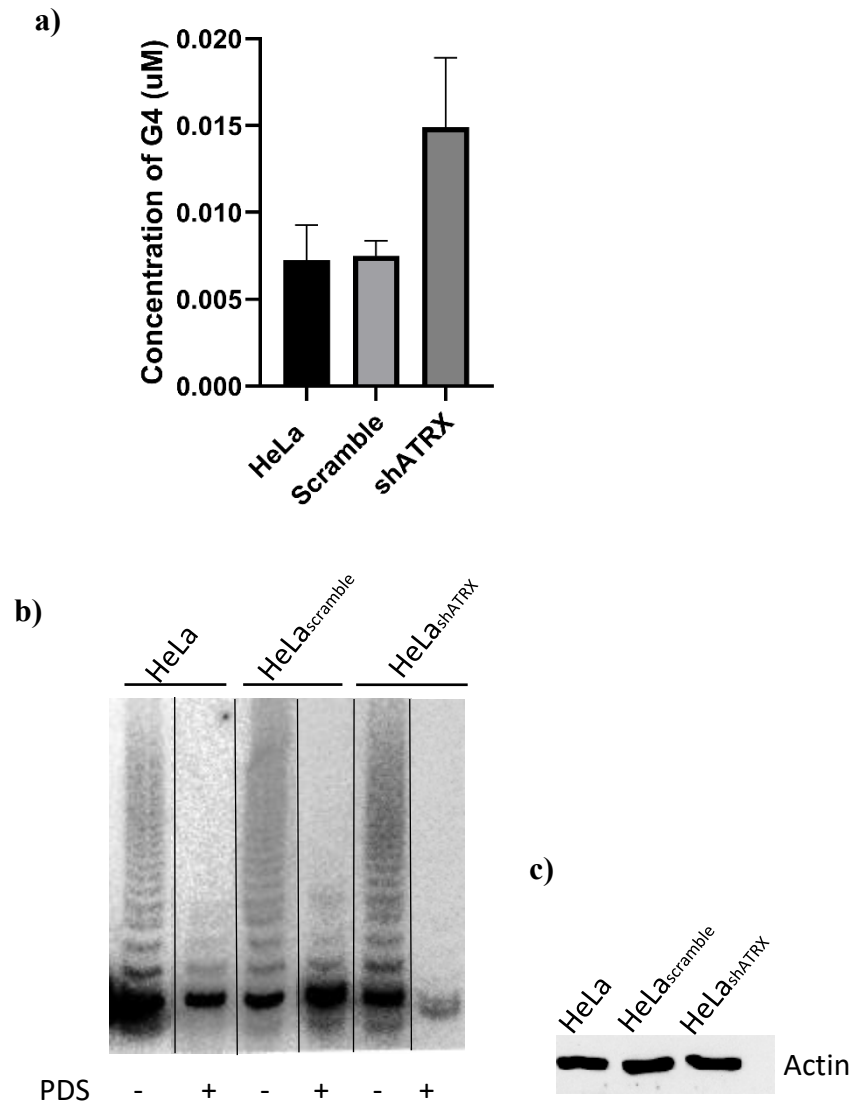 a)
Concentration of G4 (uM)
0.020
0.015
0.010
0.005
0.000
HeLa
Scramble
shATRX
b)
HeLa
HeLascramble
HeLashATRX
PDS - + - + - +
c)
HeLa
HeLascramble
HeLashATRX
Actin